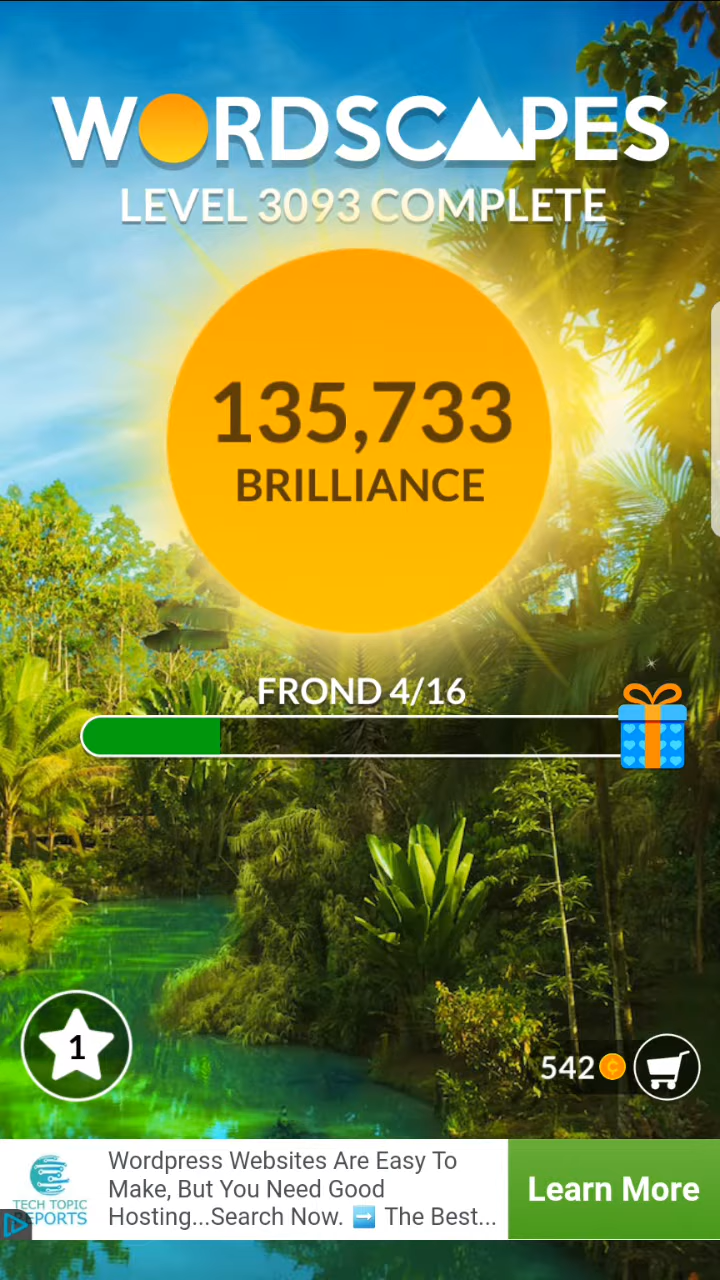 WORDSCAPES
LEVEL 3093 COMPLETE
135,733
BRILLIANCE
FROND 4/16
1
542
Wordpress Websites Are Easy To
Make, But You Need Good
Hosting...Search Now. ➡️ The Best...
Learn More
TECH TOPIC
REPORTS